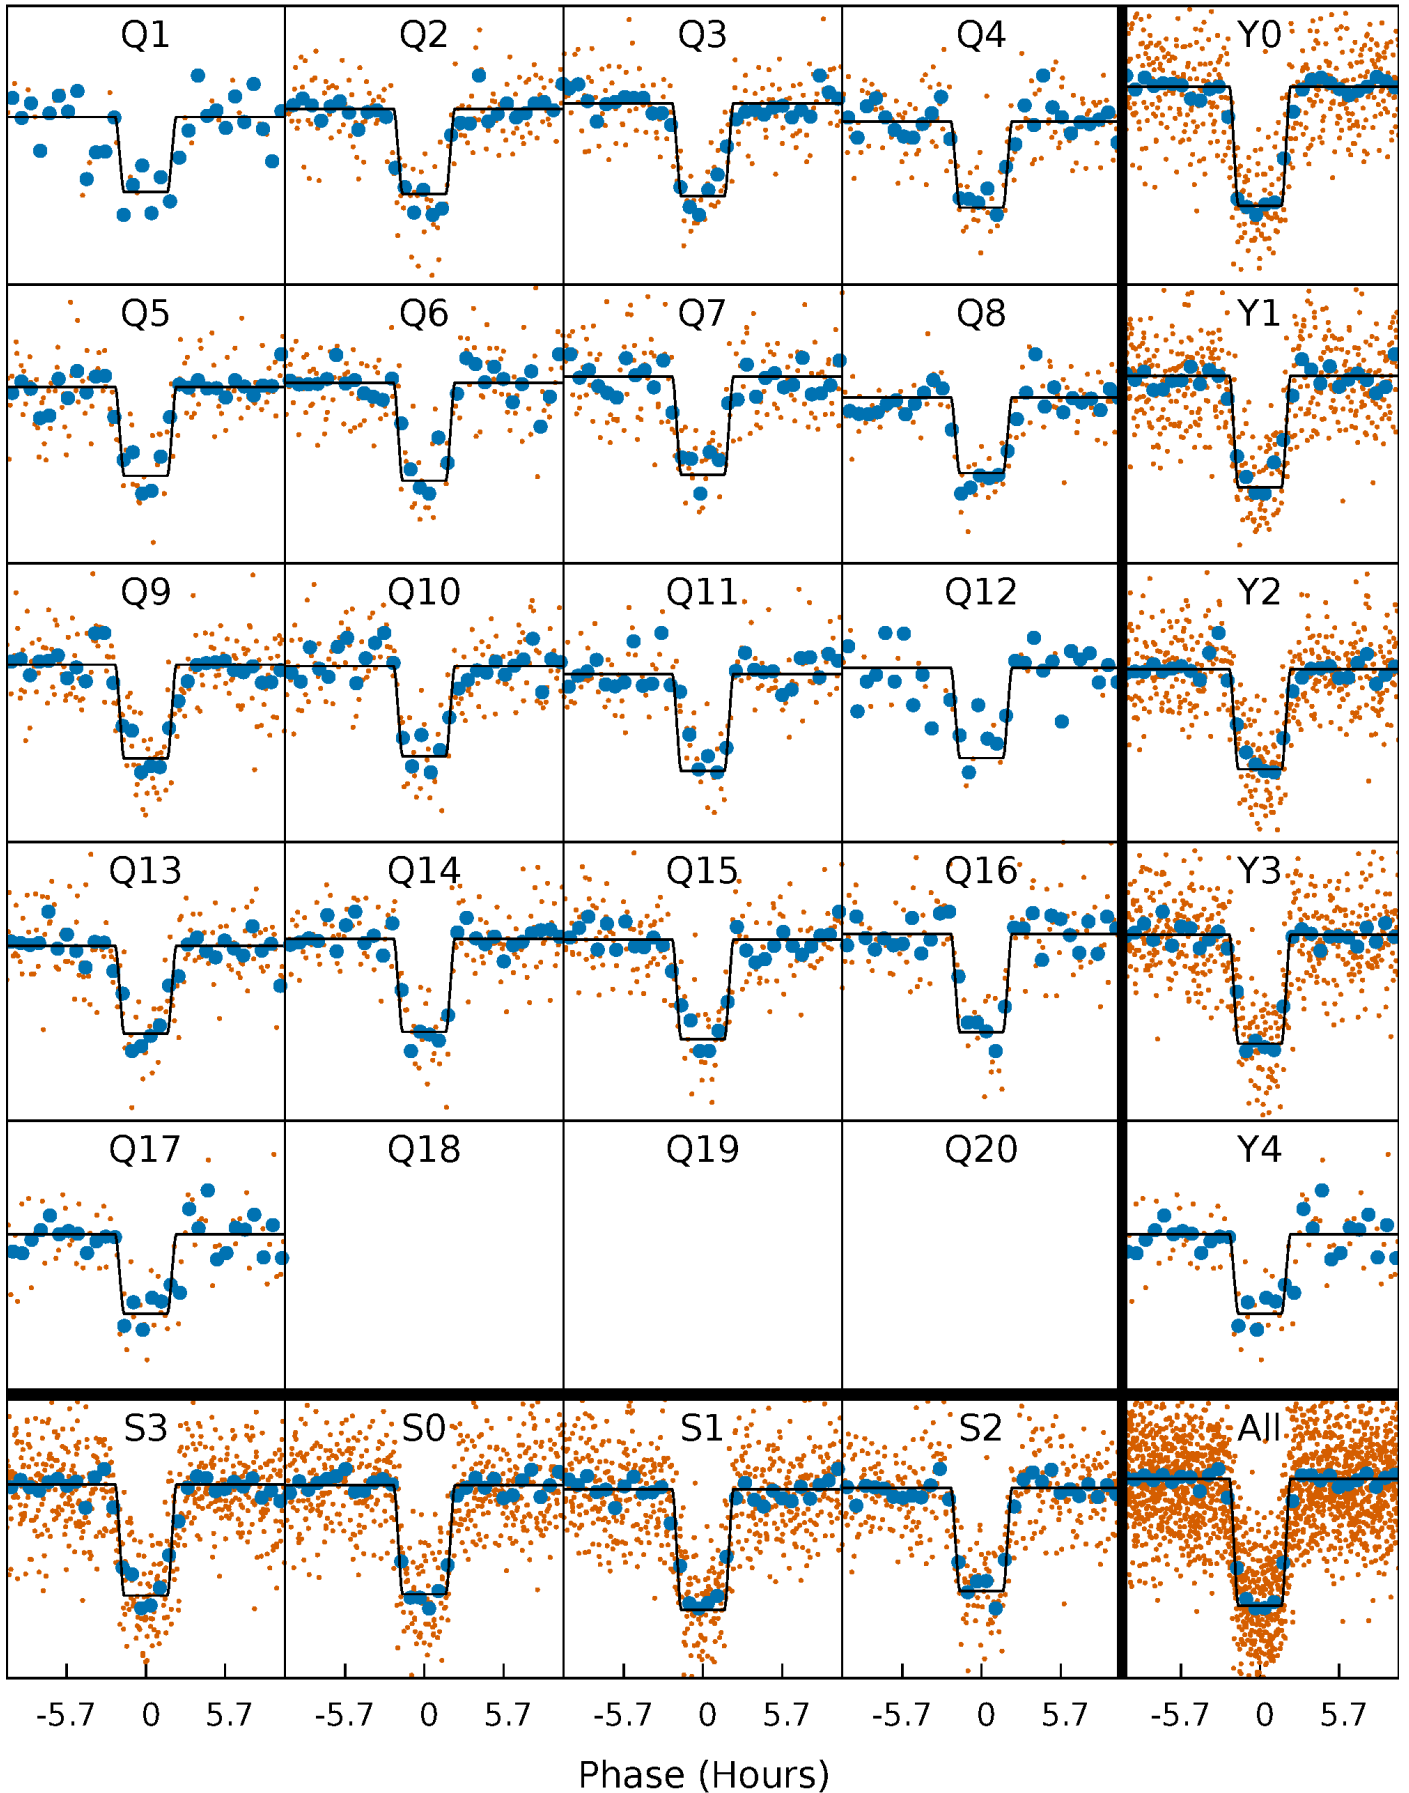 Q1 Q2 Q3 Q4 Y0
Q5 Q6 Q7 Q8 Y1
Q9 Q10 Q11 Q12 Y2
Q13 Q14 Q15 Q16 Y3
Q17 Q18 Q19 Q20 Y4
S3 S0 S1 S2 All
-5.7 0 5.7 -5.7 0 5.7 -5.7 0 5.7 -5.7 0 5.7 -5.7 0 5.7
Phase (Hours)